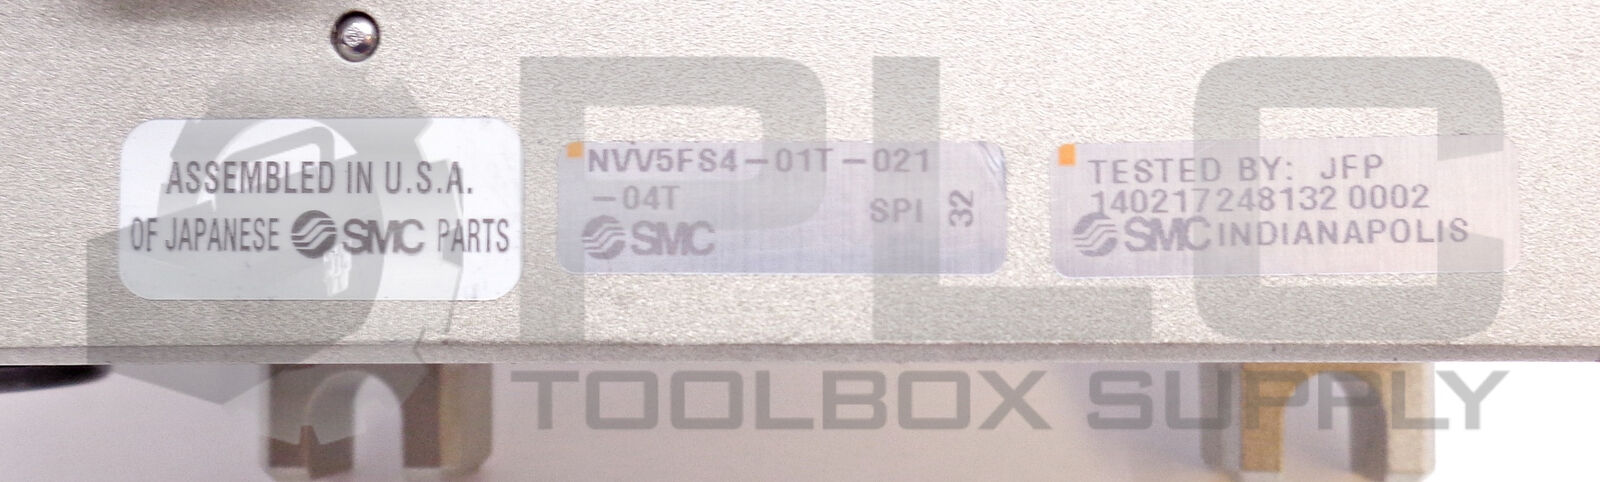 ASSEMBLED IN U.S.A.
OF JAPANESE SMC PARTS
NVV5FS4-01T-021
-04T SPI 32
SMC
TESTED BY: JFP
140217248132 0002
SMC INDIANAPOLIS
PLC
TOOLBOX SUPPLY